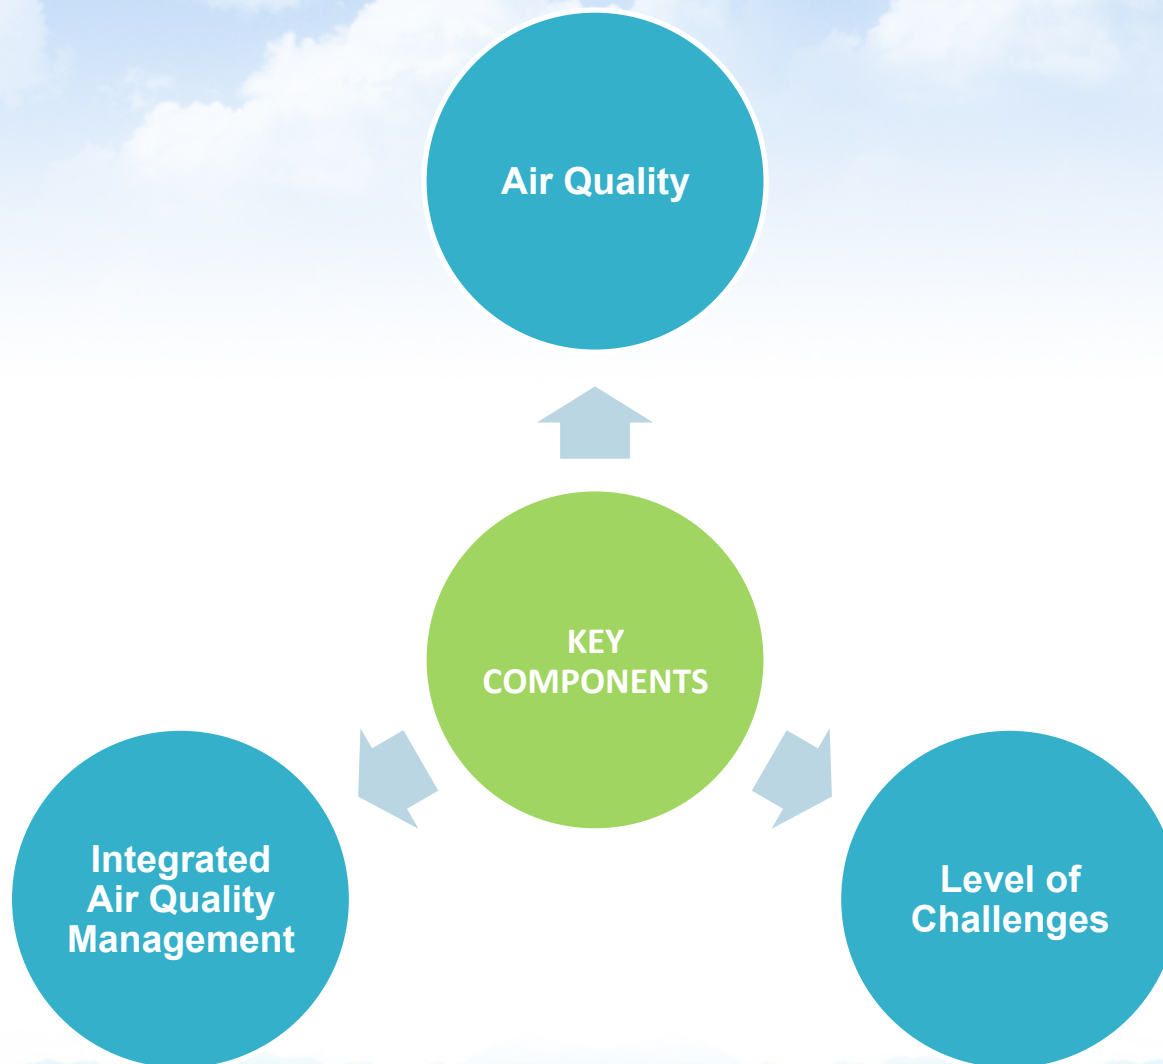 Air Quality
KEY
COMPONENTS
Integrated
Air Quality
Management
Level of
Challenges